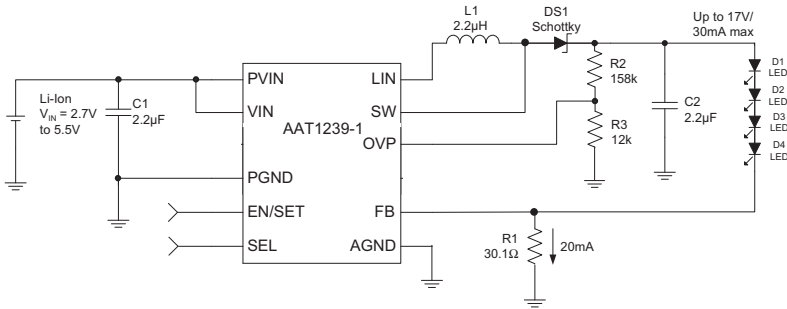 L1
2.2µH
DS1
Schottky
Up to 17V/
30mA max
Li-Ion
V_IN = 2.7V
to 5.5V
C1
2.2µF
PVIN
VIN
PGND
EN/SET
SEL
AAT1239-1
LIN
SW
OVP
FB
AGND
R2
158k
R3
12k
C2
2.2µF
D1
LED
D2
LED
D3
LED
D4
LED
R1
30.1Ω
20mA